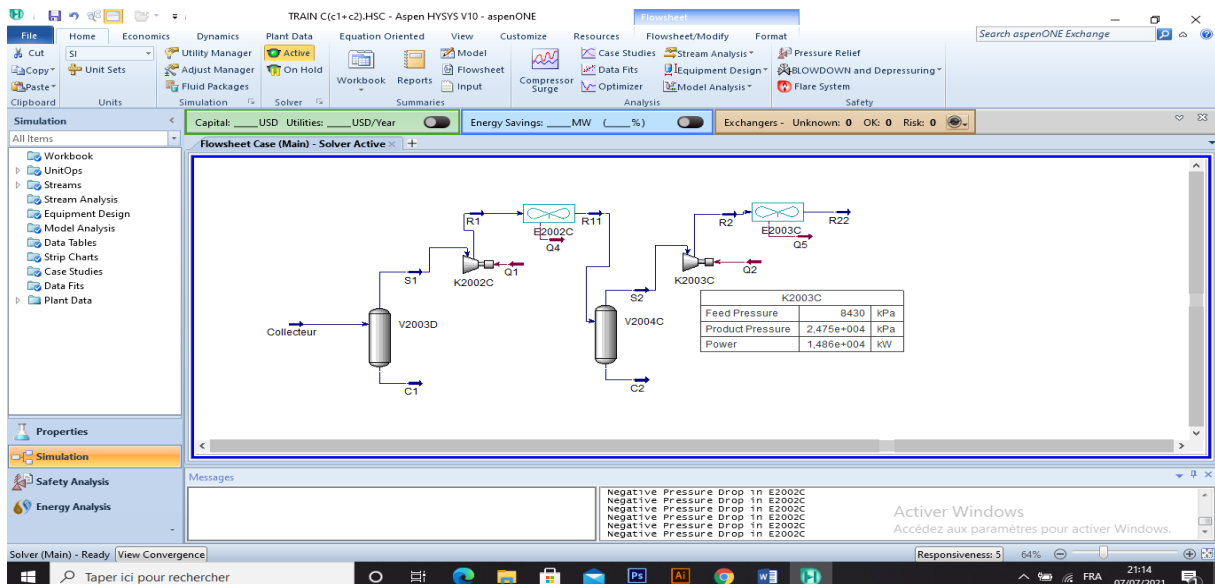 TRAIN C(c1+c2).HSC - Aspen HYSYS V10 - aspenONE
Flowsheet
File Home Economics Dynamics Plant Data Equation Oriented View Customize Resources Flowsheet/Modify Format
Search aspenONE Exchange
Cut SI Utility Manager Active Model Case Studies Stream Analysis Pressure Relief
Copy Unit Sets Adjust Manager On Hold Flowsheet Data Fits Equipment Design BLOWDOWN and Depressuring
Paste Fluid Packages Workbook Reports Input Compressor Surge Optimizer Model Analysis Flare System
Clipboard Units Simulation Solver Summaries Analysis Safety
Simulation
Capital: ____USD Utilities: ____USD/Year
Energy Savings: ____MW (____%)
Exchangers - Unknown: 0 OK: 0 Risk: 0
All Items
Flowsheet Case (Main) - Solver Active
Workbook
UnitOps
Streams
Stream Analysis
Equipment Design
Model Analysis
Data Tables
Strip Charts
Case Studies
Data Fits
Plant Data
R1
E2002C
R11
Q4
R2
E2003C
R22
Q5
S1
K2002C
Q1
K2003C
Q2
S2
Collecteur
V2003D
V2004C
C1
C2
K2003C
Feed Pressure 8430 kPa
Product Pressure 2,475e+004 kPa
Power 1,486e+004 kW
Properties
Simulation
Safety Analysis
Energy Analysis
Messages
Negative Pressure Drop in E2002C
Negative Pressure Drop in E2002C
Negative Pressure Drop in E2002C
Negative Pressure Drop in E2002C
Negative Pressure Drop in E2002C
Negative Pressure Drop in E2002C
Activer Windows
Accédez aux paramètres pour activer Windows.
Solver (Main) - Ready View Convergence
Responsiveness: 5 64%
Taper ici pour rechercher
Ps
Ai
FRA
21:14
07/07/2021